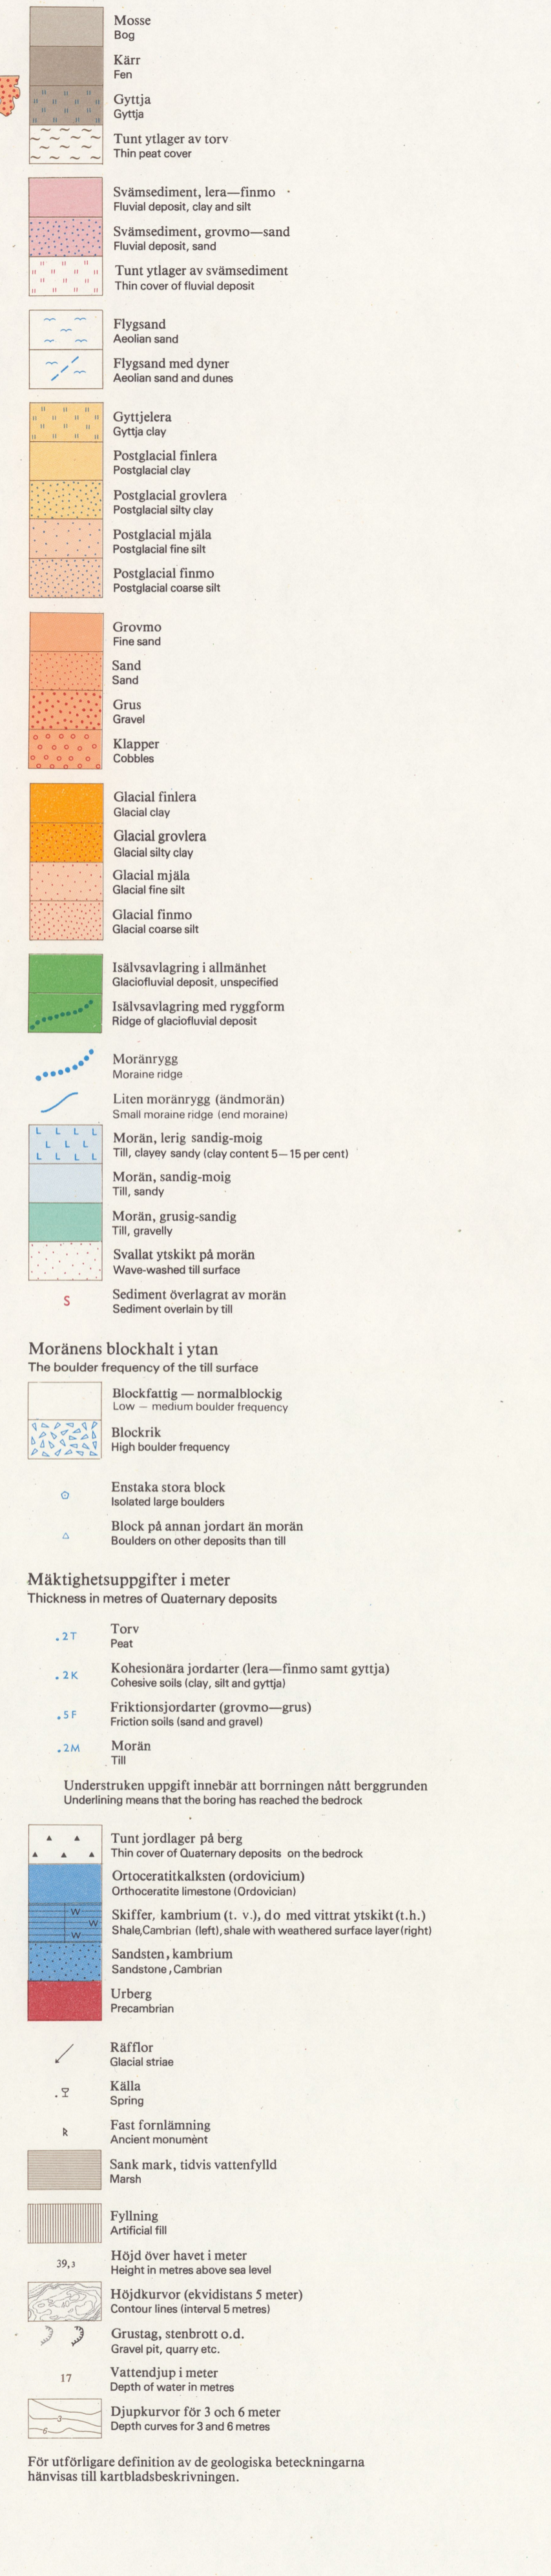 Mosse
Bog
Kärr
Fen
Gyttja
Gyttja
Tunt ytlager av torv
Thin peat cover
Svämsediment, lera—finmo
Fluvial deposit, clay and silt
Svämsediment, grovmo—sand
Fluvial deposit, sand
Tunt ytlager av svämsediment
Thin cover of fluvial deposit
Flygsand
Aeolian sand
Flygsand med dyner
Aeolian sand and dunes
Gyttjelera
Gyttja clay
Postglacial finlera
Postglacial clay
Postglacial grovlera
Postglacial silty clay
Postglacial mjäla
Postglacial fine silt
Postglacial finmo
Postglacial coarse silt
Grovmo
Fine sand
Sand
Sand
Grus
Gravel
Klapper
Cobbles
Glacial finlera
Glacial clay
Glacial grovlera
Glacial silty clay
Glacial mjäla
Glacial fine silt
Glacial finmo
Glacial coarse silt
Isälvsavlagring i allmänhet
Glaciofluvial deposit, unspecified
Isälvsavlagring med ryggform
Ridge of glaciofluvial deposit
Moränrygg
Moraine ridge
Liten moränrygg (ändmorän)
Small moraine ridge (end moraine)
L L L L
L L L
L L L L
Morän, lerig sandig-moig
Till, clayey sandy (clay content 5–15 per cent)
Morän, sandig-moig
Till, sandy
Morän, grusig-sandig
Till, gravelly
Svallat ytskikt på morän
Wave-washed till surface
S
Sediment överlagrat av morän
Sediment overlain by till
Moränens blockhalt i ytan
The boulder frequency of the till surface
Blockfattig — normalblockig
Low – medium boulder frequency
Blockrik
High boulder frequency
Enstaka stora block
Isolated large boulders
Block på annan jordart än morän
Boulders on other deposits than till
Mäktighetsuppgifter i meter
Thickness in metres of Quaternary deposits
.2T
Torv
Peat
.2K
Kohesionära jordarter (lera—finmo samt gyttja)
Cohesive soils (clay, silt and gyttja)
.5F
Friktionsjordarter (grovmo—grus)
Friction soils (sand and gravel)
.2M
Morän
Till
Understruken uppgift innebär att borrningen nått berggrunden
Underlining means that the boring has reached the bedrock
Tunt jordlager på berg
Thin cover of Quaternary deposits on the bedrock
Ortoceratitkalksten (ordovicium)
Orthoceratite limestone (Ordovician)
W
W
W
Skiffer, kambrium (t. v.), do med vittrat ytskikt (t.h.)
Shale, Cambrian (left), shale with weathered surface layer (right)
Sandsten, kambrium
Sandstone, Cambrian
Urberg
Precambrian
Räfflor
Glacial striae
Källa
Spring
R
Fast fornlämning
Ancient monument
Sank mark, tidvis vattenfylld
Marsh
Fyllning
Artificial fill
39,3
Höjd över havet i meter
Height in metres above sea level
Höjdkurvor (ekvidistans 5 meter)
Contour lines (interval 5 metres)
Grustag, stenbrott o.d.
Gravel pit, quarry etc.
17
Vattendjup i meter
Depth of water in metres
3
6
Djupkurvor för 3 och 6 meter
Depth curves for 3 and 6 metres
För utförligare definition av de geologiska beteckningarna
hänvisas till kartbladsbeskrivningen.